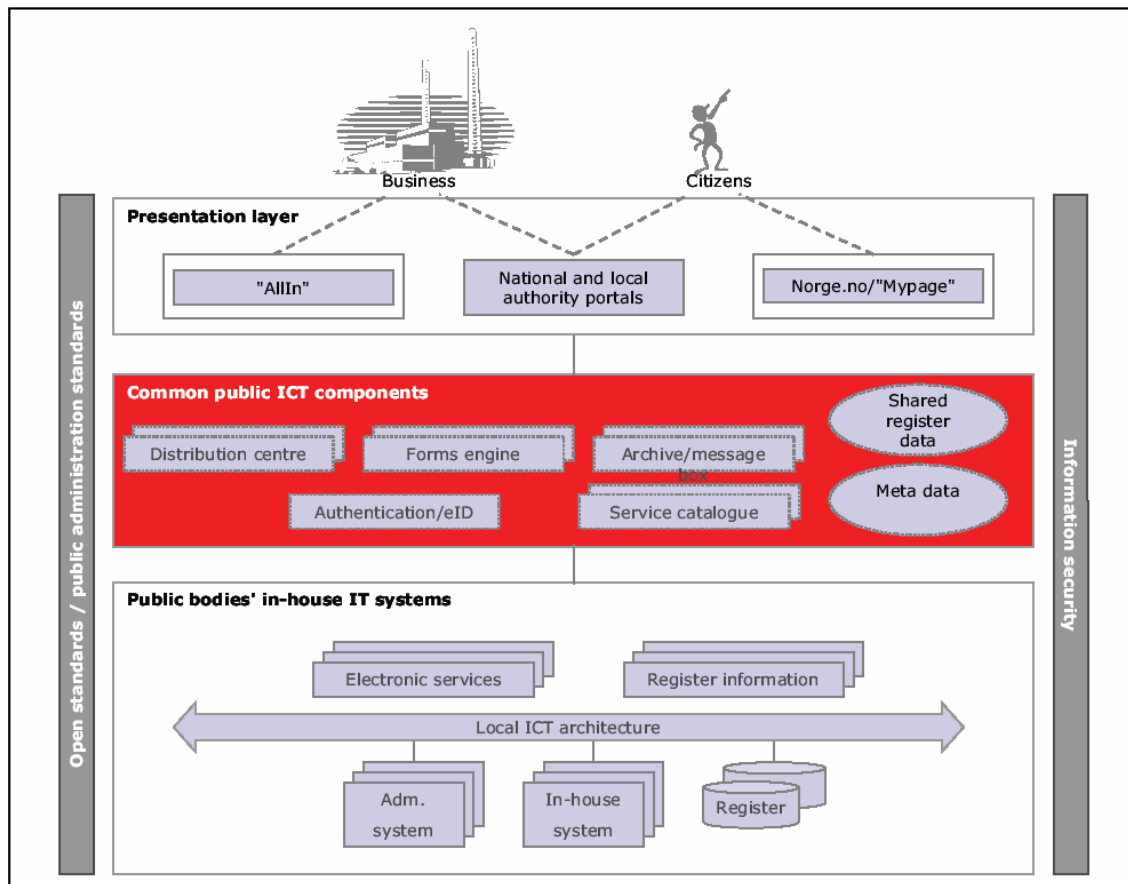 Business
Citizens
Presentation layer
"AllIn"
National and local
authority portals
Norge.no/"Mypage"
Common public ICT components
Shared
register
data
Distribution centre
Forms engine
Archive/message
box
Meta data
Authentication/eID
Service catalogue
Public bodies' in-house IT systems
Electronic services
Register information
Local ICT architecture
Adm.
system
In-house
system
Register
Open standards / public administration standards
Information security